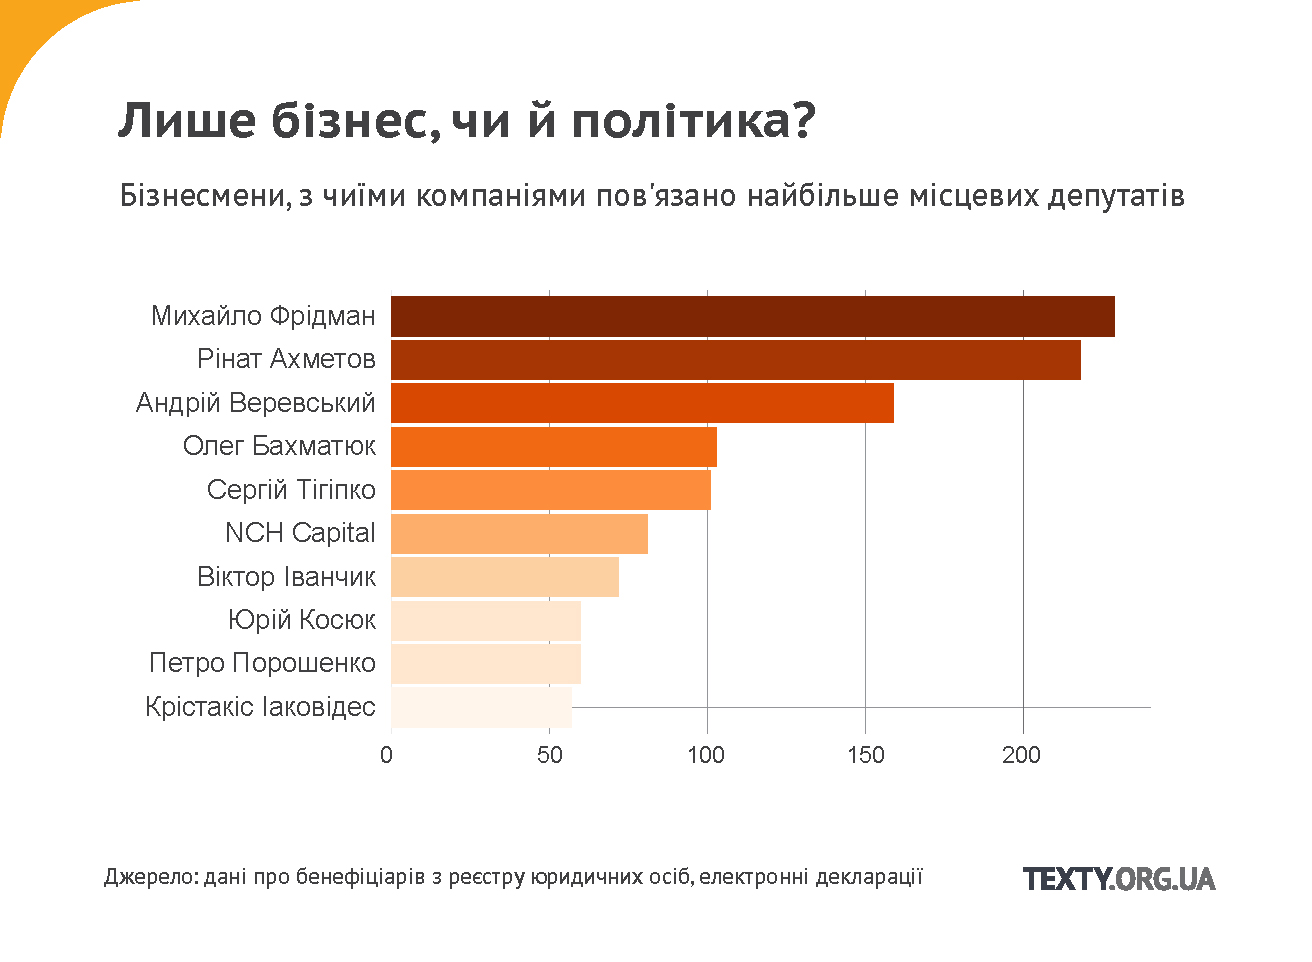 Лише бізнес, чи й політика?
Бізнесмени, з чиїми компаніями пов'язано найбільше місцевих депутатів
Михайло Фрідман
Рінат Ахметов
Андрій Веревський
Олег Бахматюк
Сергій Тігіпко
NCH Capital
Віктор Іванчик
Юрій Косюк
Петро Порошенко
Крістакіс Іаковідес
0 50 100 150 200
Джерело: дані про бенефіціарів з реєстру юридичних осіб, електронні декларації
TEXTY.ORG.UA